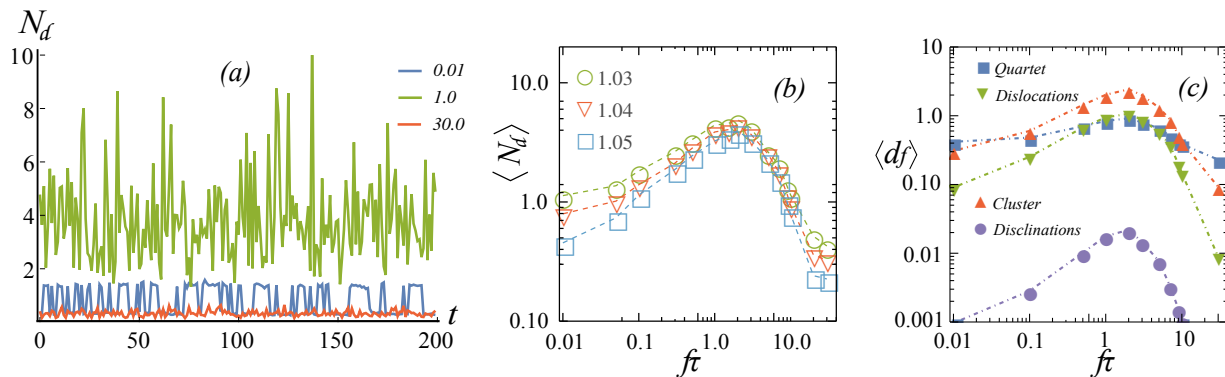 N_d
10
8
6
4
2
0
50
100
150
200
t
(a)
0.01
1.0
30.0
⟨N_d⟩
10.0
1.0
0.10
0.01
0.1
1.0
10.0
fτ
(b)
1.03
1.04
1.05
⟨df⟩
10
1.0
0.10
0.01
0.001
0.01
0.1
1
10
fτ
(c)
Quartet
Dislocations
Cluster
Disclinations